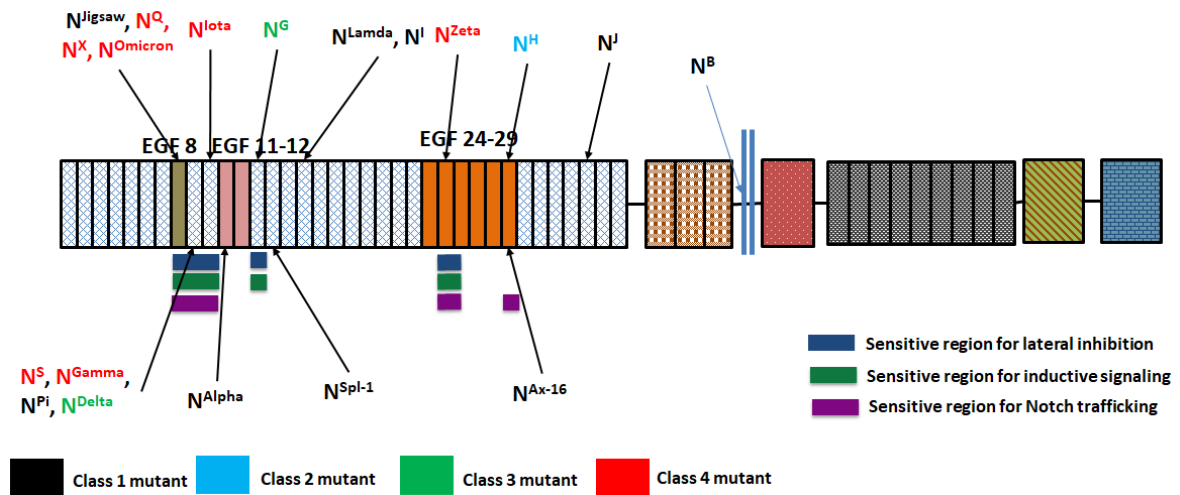 N^Jigsaw, N^Q,
N^X, N^Omicron
N^Iota
N^G
N^Lamda, N^I
N^Zeta
N^H
N^J
N^B
EGF 8
EGF 11-12
EGF 24-29
N^S, N^Gamma,
N^Pi, N^Delta
N^Alpha
N^Spl-1
N^Ax-16
Sensitive region for lateral inhibition
Sensitive region for inductive signaling
Sensitive region for Notch trafficking
Class 1 mutant
Class 2 mutant
Class 3 mutant
Class 4 mutant